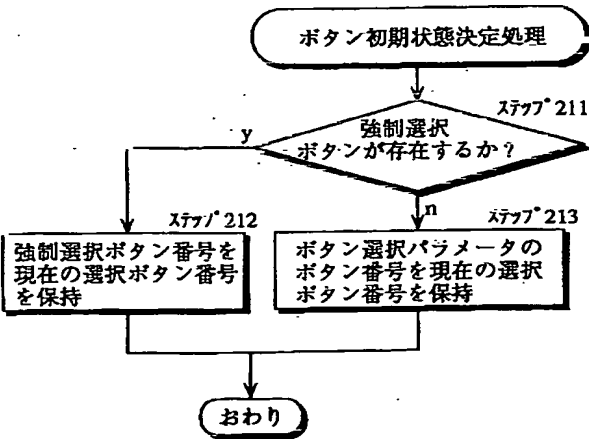 ボタン初期状態決定処理
ステップ211
強制選択
ボタンが存在するか？
y
n
ステップ212
強制選択ボタン番号を
現在の選択ボタン番号
を保持
ステップ213
ボタン選択パラメータの
ボタン番号を現在の選択
ボタン番号を保持
おわり